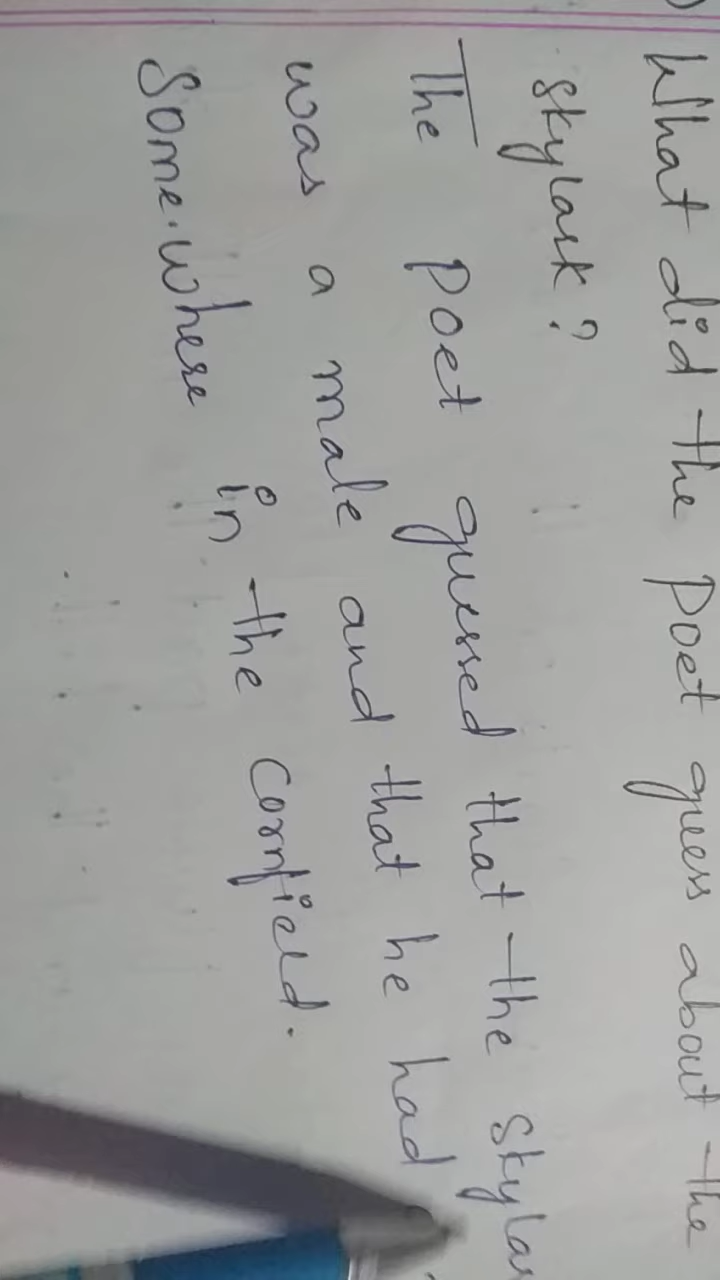 What did the Poet guess about the
skylark?
The Poet guessed that the Skylar
was a male and that he had
Some.where in the cornfield.